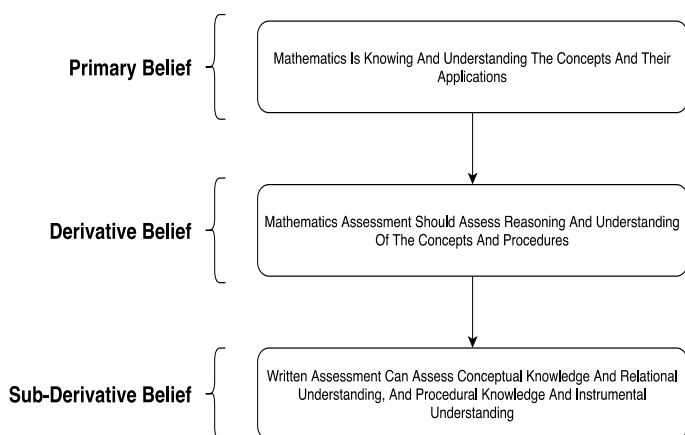 Primary Belief
Mathematics Is Knowing And Understanding The Concepts And Their
Applications
Derivative Belief
Mathematics Assessment Should Assess Reasoning And Understanding
Of The Concepts And Procedures
Sub-Derivative Belief
Written Assessment Can Assess Conceptual Knowledge And Relational
Understanding, And Procedural Knowledge And Instrumental
Understanding